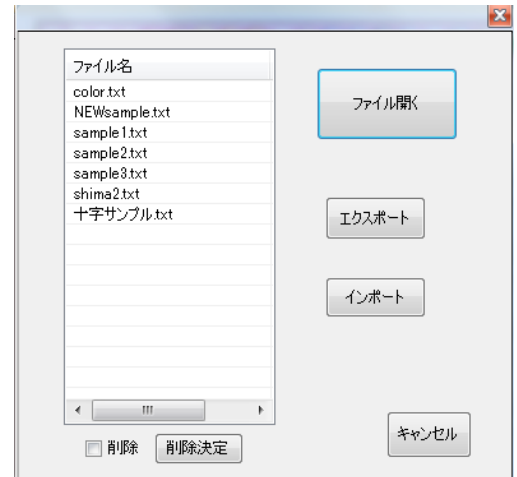 ファイル名
color.txt
NEWsample.txt
sample1.txt
sample2.txt
sample3.txt
shima2.txt
十字サンプル.txt
ファイル開く
エクスポート
インポート
削除
削除決定
キャンセル